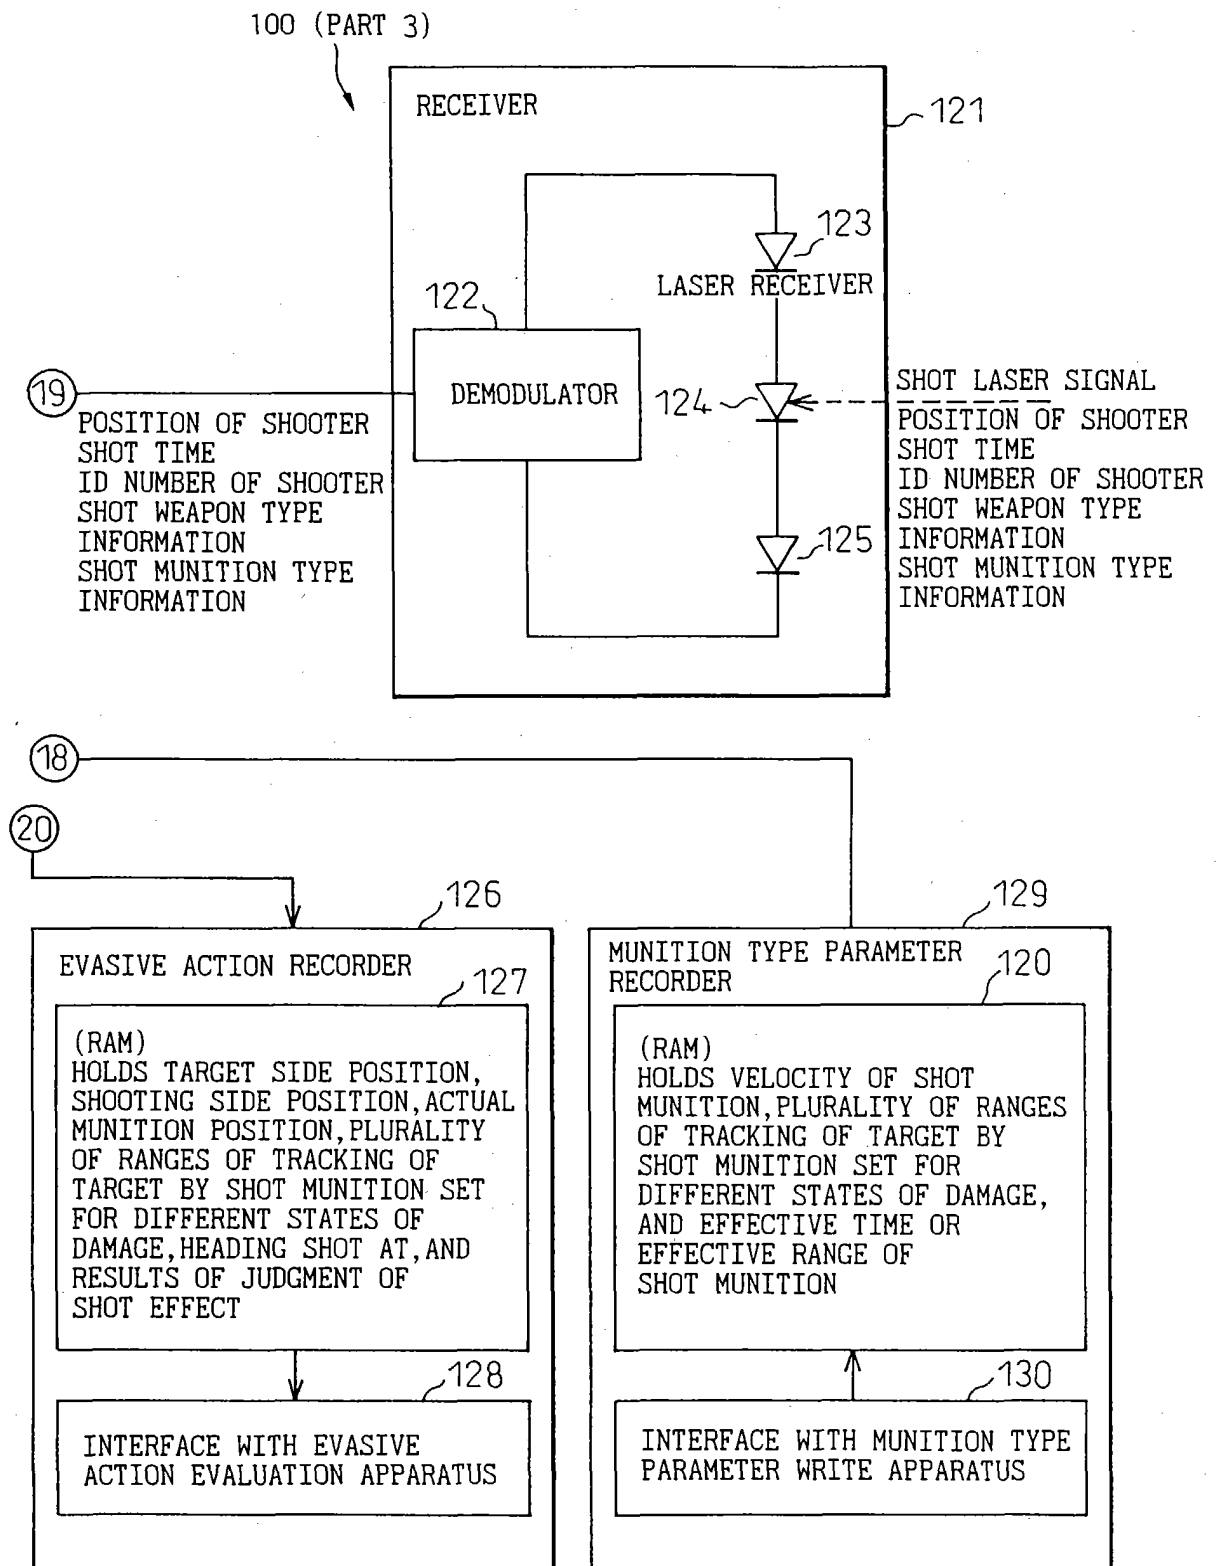 100 (PART 3)
RECEIVER
121
123
LASER RECEIVER
122
DEMODULATOR
124
125
19
POSITION OF SHOOTER
SHOT TIME
ID NUMBER OF SHOOTER
SHOT WEAPON TYPE
INFORMATION
SHOT MUNITION TYPE
INFORMATION
SHOT LASER SIGNAL
POSITION OF SHOOTER
SHOT TIME
ID NUMBER OF SHOOTER
SHOT WEAPON TYPE
INFORMATION
SHOT MUNITION TYPE
INFORMATION
18
20
126
EVASIVE ACTION RECORDER
127
(RAM)
HOLDS TARGET SIDE POSITION,
SHOOTING SIDE POSITION,ACTUAL
MUNITION POSITION,PLURALITY
OF RANGES OF TRACKING OF
TARGET BY SHOT MUNITION SET
FOR DIFFERENT STATES OF
DAMAGE,HEADING SHOT AT,AND
RESULTS OF JUDGMENT OF
SHOT EFFECT
128
INTERFACE WITH EVASIVE
ACTION EVALUATION APPARATUS
129
MUNITION TYPE PARAMETER
RECORDER
120
(RAM)
HOLDS VELOCITY OF SHOT
MUNITION,PLURALITY OF RANGES
OF TRACKING OF TARGET BY
SHOT MUNITION SET FOR
DIFFERENT STATES OF DAMAGE,
AND EFFECTIVE TIME OR
EFFECTIVE RANGE OF
SHOT MUNITION
130
INTERFACE WITH MUNITION TYPE
PARAMETER WRITE APPARATUS